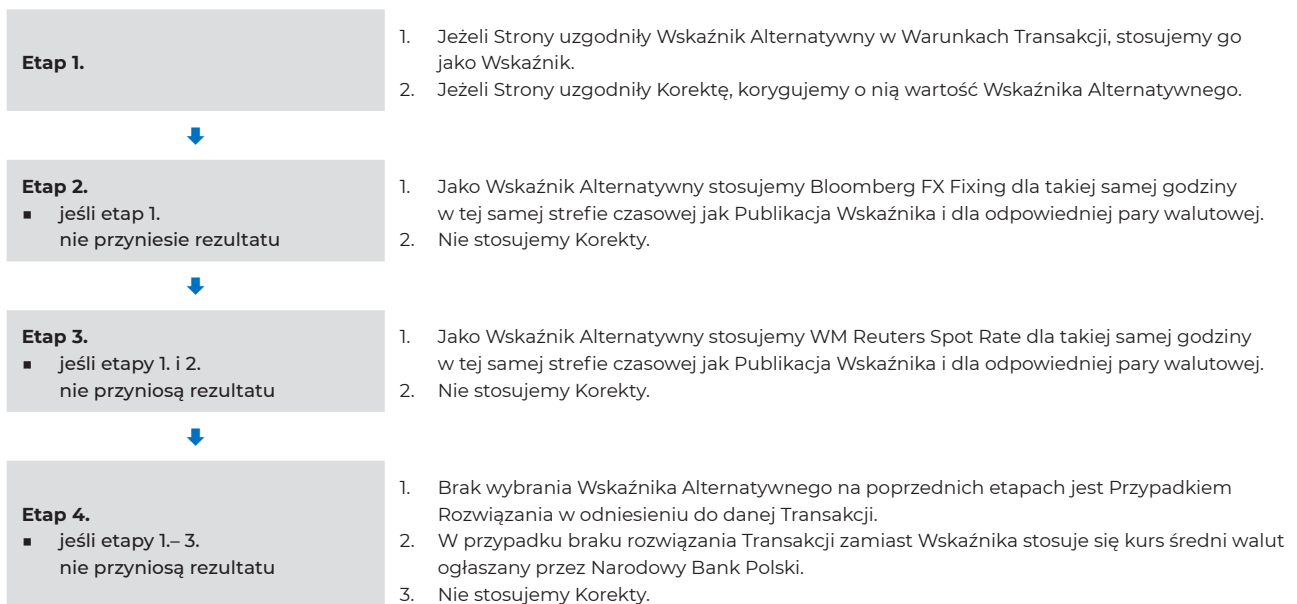 Etap 1.
1. Jeżeli Strony uzgodniły Wskaźnik Alternatywny w Warunkach Transakcji, stosujemy go
jako Wskaźnik.
2. Jeżeli Strony uzgodniły Korektę, korygujemy o nią wartość Wskaźnika Alternatywnego.
Etap 2.
▪ jeśli etap 1.
nie przyniesie rezultatu
1. Jako Wskaźnik Alternatywny stosujemy Bloomberg FX Fixing dla takiej samej godziny
w tej samej strefie czasowej jak Publikacja Wskaźnika i dla odpowiedniej pary walutowej.
2. Nie stosujemy Korekty.
Etap 3.
▪ jeśli etapy 1. i 2.
nie przyniosą rezultatu
1. Jako Wskaźnik Alternatywny stosujemy WM Reuters Spot Rate dla takiej samej godziny
w tej samej strefie czasowej jak Publikacja Wskaźnika i dla odpowiedniej pary walutowej.
2. Nie stosujemy Korekty.
Etap 4.
▪ jeśli etapy 1.– 3.
nie przyniosą rezultatu
1. Brak wybrania Wskaźnika Alternatywnego na poprzednich etapach jest Przypadkiem
Rozwiązania w odniesieniu do danej Transakcji.
2. W przypadku braku rozwiązania Transakcji zamiast Wskaźnika stosuje się kurs średni walut
ogłaszany przez Narodowy Bank Polski.
3. Nie stosujemy Korekty.